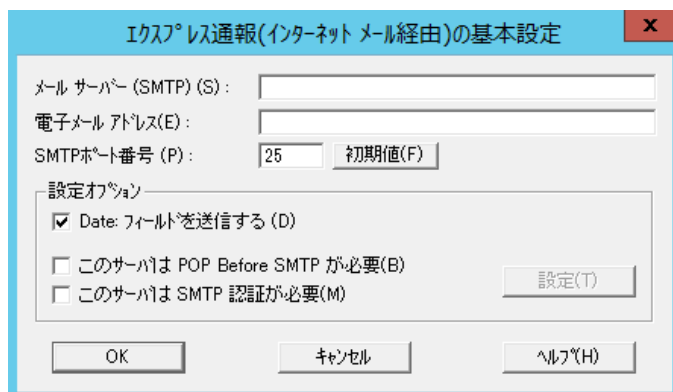 エクスプレス通報(インターネット メール経由)の基本設定
x
メール サーバー (SMTP) (S) :
電子メール アドレス(E) :
SMTPポート番号 (P) :
25
初期値(F)
設定オプション
Date: フィールドを送信する (D)
このサーバは POP Before SMTP が必要(B)
このサーバは SMTP 認証が必要(M)
設定(T)
OK
キャンセル
ヘルプ(H)